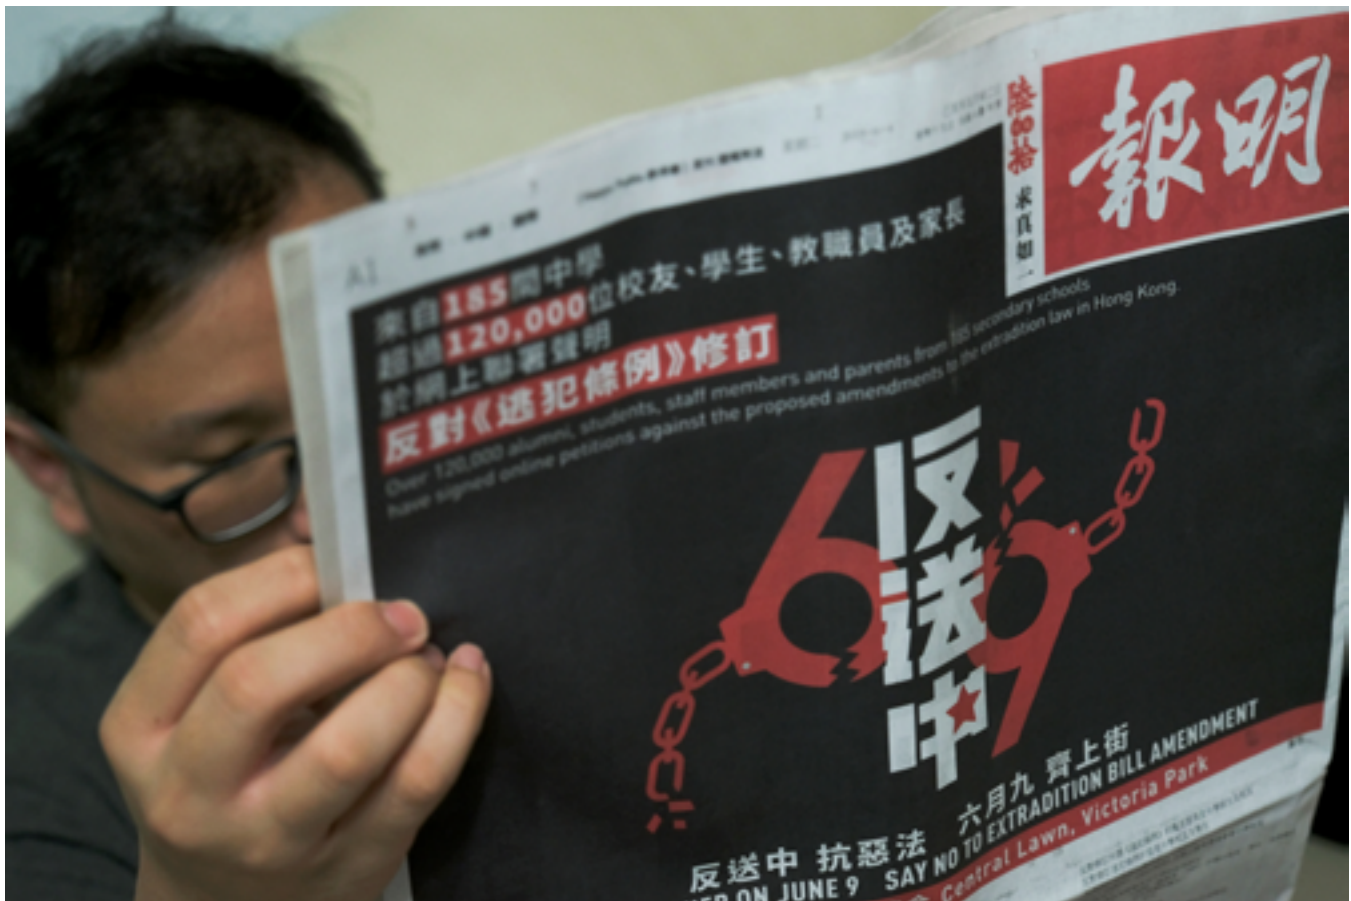 報明
陸〇拾
求真如一
A1
來自185間中學
超過120,000位校友、學生、教職員及家長
於網上聯署聲明
反對《逃犯條例》修訂
Over 120,000 alumni, students, staff members and parents from 185 secondary schools
have signed online petitions against the proposed amendments to the extradition law in Hong Kong.
69
反送中
反送中 抗惡法 六月九 齊上街
ON JUNE 9 SAY NO TO EXTRADITION BILL AMENDMENT
Central Lawn, Victoria Park